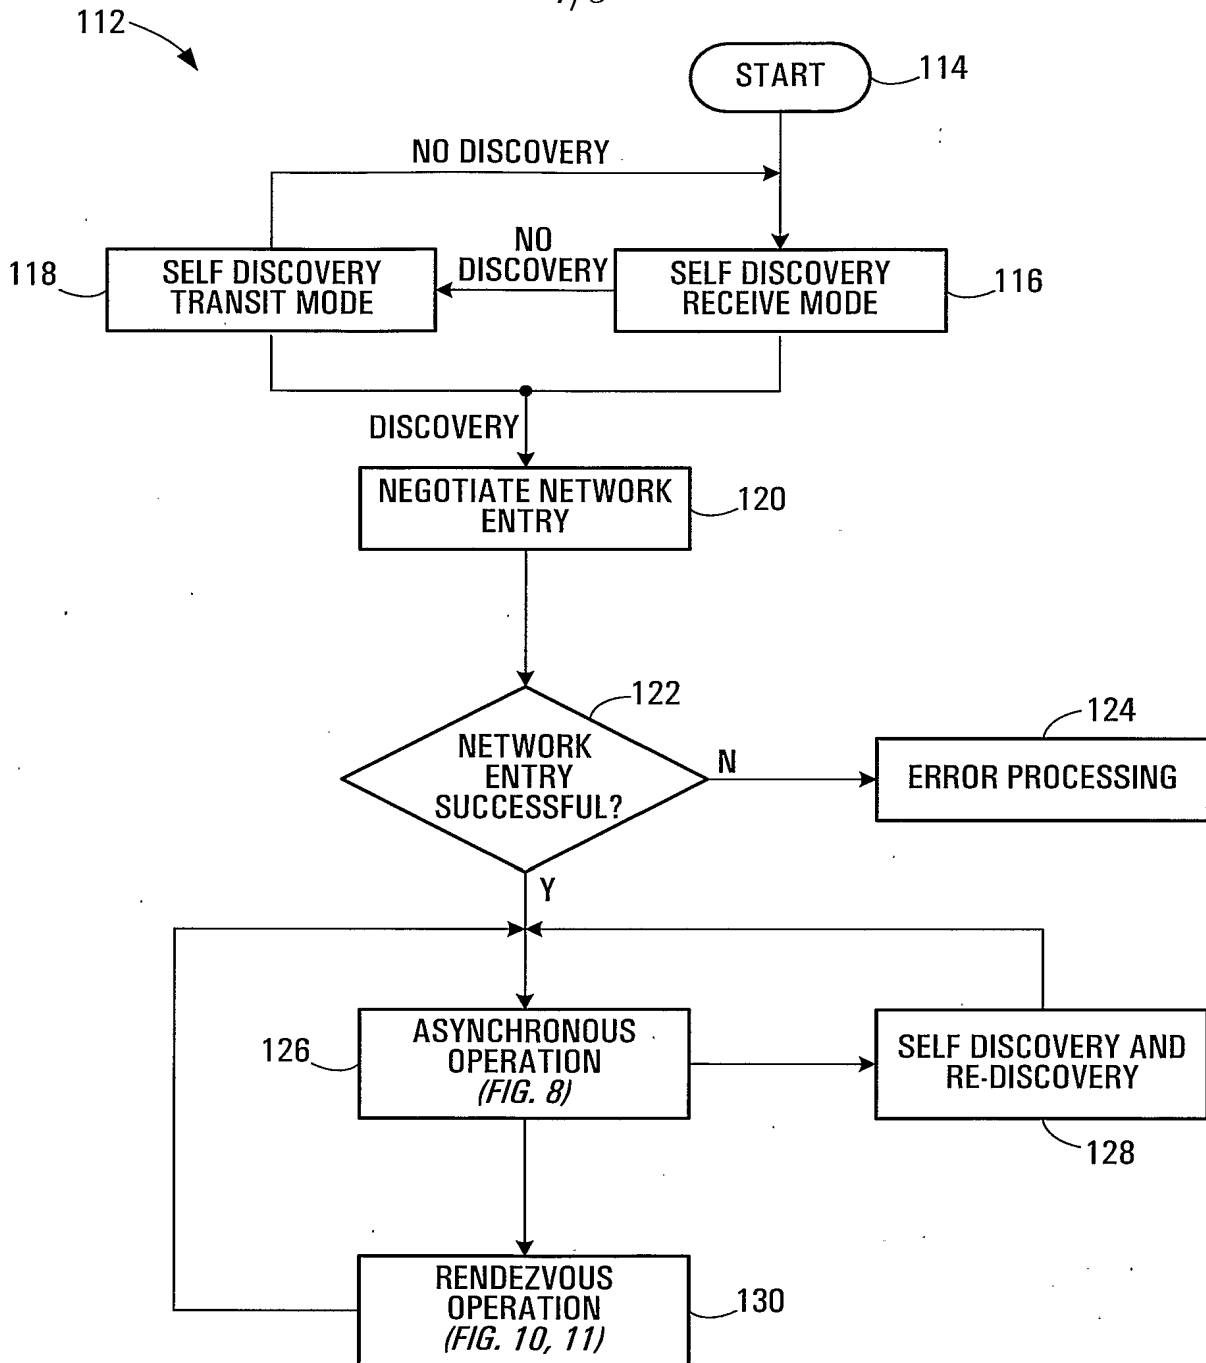 112
START
114
NO DISCOVERY
NO
DISCOVERY
118
SELF DISCOVERY
TRANSIT MODE
SELF DISCOVERY
RECEIVE MODE
116
DISCOVERY
NEGOTIATE NETWORK
ENTRY
120
122
NETWORK
ENTRY
SUCCESSFUL?
N
124
ERROR PROCESSING
Y
126
ASYNCHRONOUS
OPERATION
(FIG. 8)
SELF DISCOVERY AND
RE-DISCOVERY
128
RENDEZVOUS
OPERATION
(FIG. 10, 11)
130